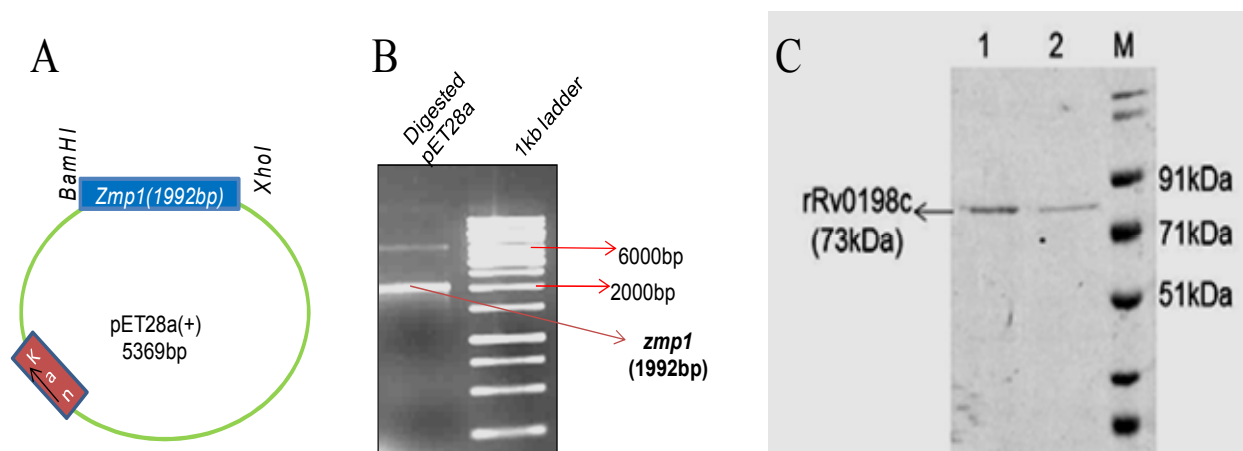 A
BamHI
XhoI
Zmp1(1992bp)
pET28a(+)
5369bp
Kan
B
Digested
pET28a
1kb ladder
6000bp
2000bp
zmp1
(1992bp)
C
1 2 M
91kDa
rRv0198c
(73kDa)
71kDa
51kDa